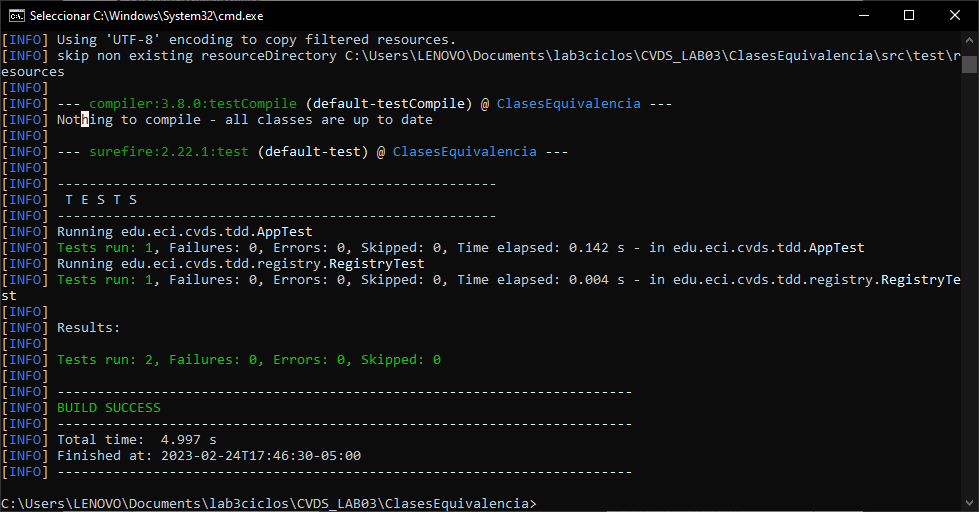 Seleccionar C:\Windows\System32\cmd.exe
[INFO] Using 'UTF-8' encoding to copy filtered resources.
[INFO] skip non existing resourceDirectory C:\Users\LENOVO\Documents\lab3ciclos\CVDS_LAB03\ClasesEquivalencia\src\test\r
esources
[INFO]
[INFO] --- compiler:3.8.0:testCompile (default-testCompile) @ ClasesEquivalencia ---
[INFO] Nothing to compile - all classes are up to date
[INFO]
[INFO] --- surefire:2.22.1:test (default-test) @ ClasesEquivalencia ---
[INFO]
[INFO] -------------------------------------------------------
[INFO]  T E S T S
[INFO] -------------------------------------------------------
[INFO] Running edu.eci.cvds.tdd.AppTest
[INFO] Tests run: 1, Failures: 0, Errors: 0, Skipped: 0, Time elapsed: 0.142 s - in edu.eci.cvds.tdd.AppTest
[INFO] Running edu.eci.cvds.tdd.registry.RegistryTest
[INFO] Tests run: 1, Failures: 0, Errors: 0, Skipped: 0, Time elapsed: 0.004 s - in edu.eci.cvds.tdd.registry.RegistryTe
st
[INFO]
[INFO] Results:
[INFO]
[INFO] Tests run: 2, Failures: 0, Errors: 0, Skipped: 0
[INFO]
[INFO] ------------------------------------------------------------------------
[INFO] BUILD SUCCESS
[INFO] ------------------------------------------------------------------------
[INFO] Total time:  4.997 s
[INFO] Finished at: 2023-02-24T17:46:30-05:00
[INFO] ------------------------------------------------------------------------
C:\Users\LENOVO\Documents\lab3ciclos\CVDS_LAB03\ClasesEquivalencia>